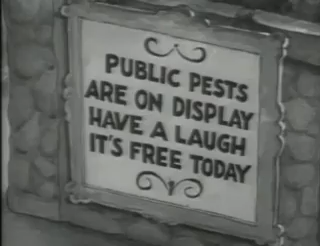 PUBLIC PESTS
ARE ON DISPLAY
HAVE A LAUGH
IT'S FREE TODAY